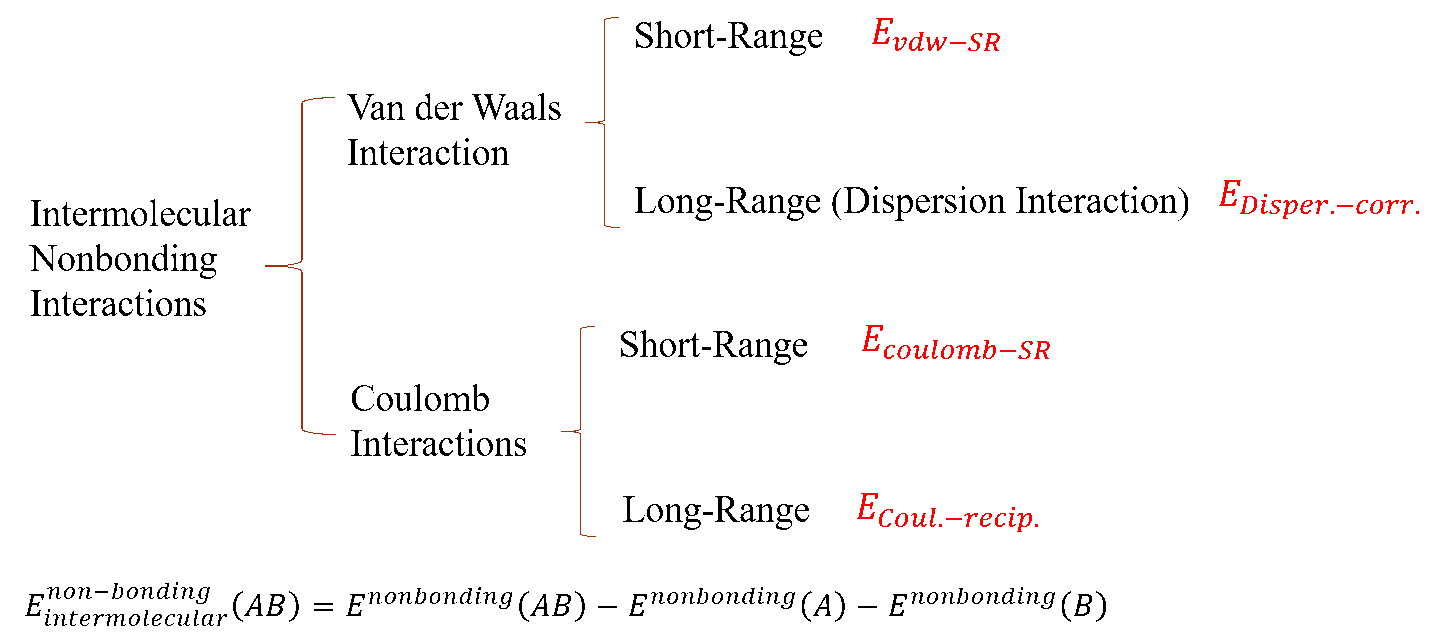 Short-Range E_{vdw-SR}
Van der Waals
Interaction
Long-Range (Dispersion Interaction) E_{Disper.-corr.}
Intermolecular
Nonbonding
Interactions
Short-Range E_{coulomb-SR}
Coulomb
Interactions
Long-Range E_{Coul.-recip.}
E_{intermolecular}^{non-bonding}(AB) = E^{nonbonding}(AB) − E^{nonbonding}(A) − E^{nonbonding}(B)